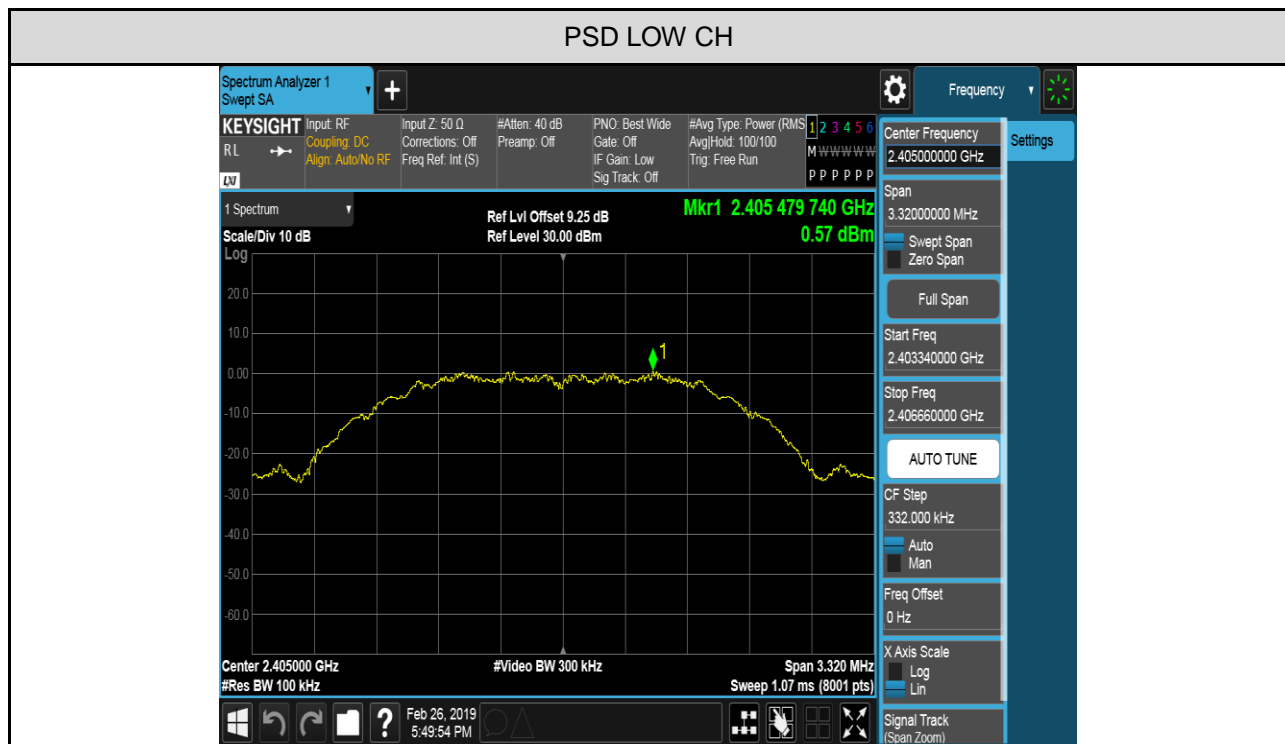 PSD LOW CH
Spectrum Analyzer 1
Swept SA
Frequency
KEYSIGHT
RL
LXI
Input: RF
Coupling: DC
Align: Auto/No RF
Input Z: 50 Ω
Corrections: Off
Freq Ref: Int (S)
#Atten: 40 dB
Preamp: Off
PNO: Best Wide
Gate: Off
IF Gain: Low
Sig Track: Off
#Avg Type: Power (RMS
Avg|Hold: 100/100
Trig: Free Run
1 2 3 4 5 6
M W W W W W
P P P P P P
Center Frequency
2.405000000 GHz
Settings
Span
3.32000000 MHz
Swept Span
Zero Span
Full Span
Start Freq
2.403340000 GHz
Stop Freq
2.406660000 GHz
AUTO TUNE
CF Step
332.000 kHz
Auto
Man
Freq Offset
0 Hz
X Axis Scale
Log
Lin
Signal Track
(Span Zoom)
1 Spectrum
Scale/Div 10 dB
Log
Ref Lvl Offset 9.25 dB
Ref Level 30.00 dBm
Mkr1 2.405 479 740 GHz
0.57 dBm
20.0
10.0
0.00
-10.0
-20.0
-30.0
-40.0
-50.0
-60.0
1
Center 2.405000 GHz
#Res BW 100 kHz
#Video BW 300 kHz
Span 3.320 MHz
Sweep 1.07 ms (8001 pts)
?
Feb 26, 2019
5:49:54 PM